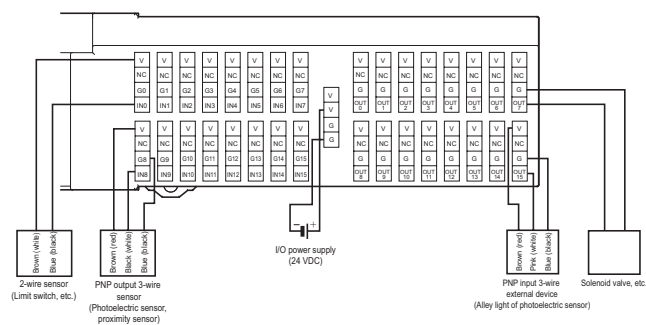 V V V V V V V V V V V V V V V V
NC NC NC NC NC NC NC NC NC NC NC NC NC NC NC NC
G0 G1 G2 G3 G4 G5 G6 G7 G G G G G G G G
IN0 IN1 IN2 IN3 IN4 IN5 IN6 IN7 OUT 0 OUT 1 OUT 2 OUT 3 OUT 4 OUT 5 OUT 6 OUT 7
V
V
G
G
V V V V V V V V V V V V V V V V
NC NC NC NC NC NC NC NC NC NC NC NC NC NC NC NC
G8 G9 G10 G11 G12 G13 G14 G15 G G G G G G G G
IN8 IN9 IN10 IN11 IN12 IN13 IN14 IN15 OUT 8 OUT 9 OUT 10 OUT 11 OUT 12 OUT 13 OUT 14 OUT 15
− +
I/O power supply
(24 VDC)
Brown (white)
Blue (black)
2-wire sensor
(Limit switch, etc.)
Brown (red)
Black (white)
Blue (black)
PNP output 3-wire
sensor
(Photoelectric sensor,
proximity sensor)
Brown (red)
Pink (white)
Blue (black)
PNP input 3-wire
external device
(Alley light of photoelectric sensor)
Solenoid valve, etc.